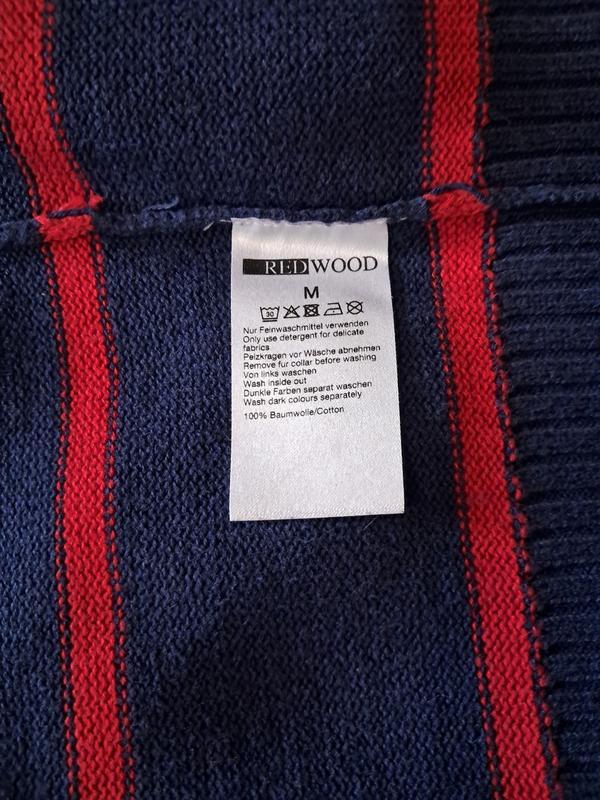 REDWOOD
M
30
Nur Feinwaschmittel verwenden
Only use detergent for delicate
fabrics
Pelzkragen vor Wäsche abnehmen
Remove fur collar before washing
Von links waschen
Wash inside out
Dunkle Farben separat waschen
Wash dark colours separately
100% Baumwolle/Cotton